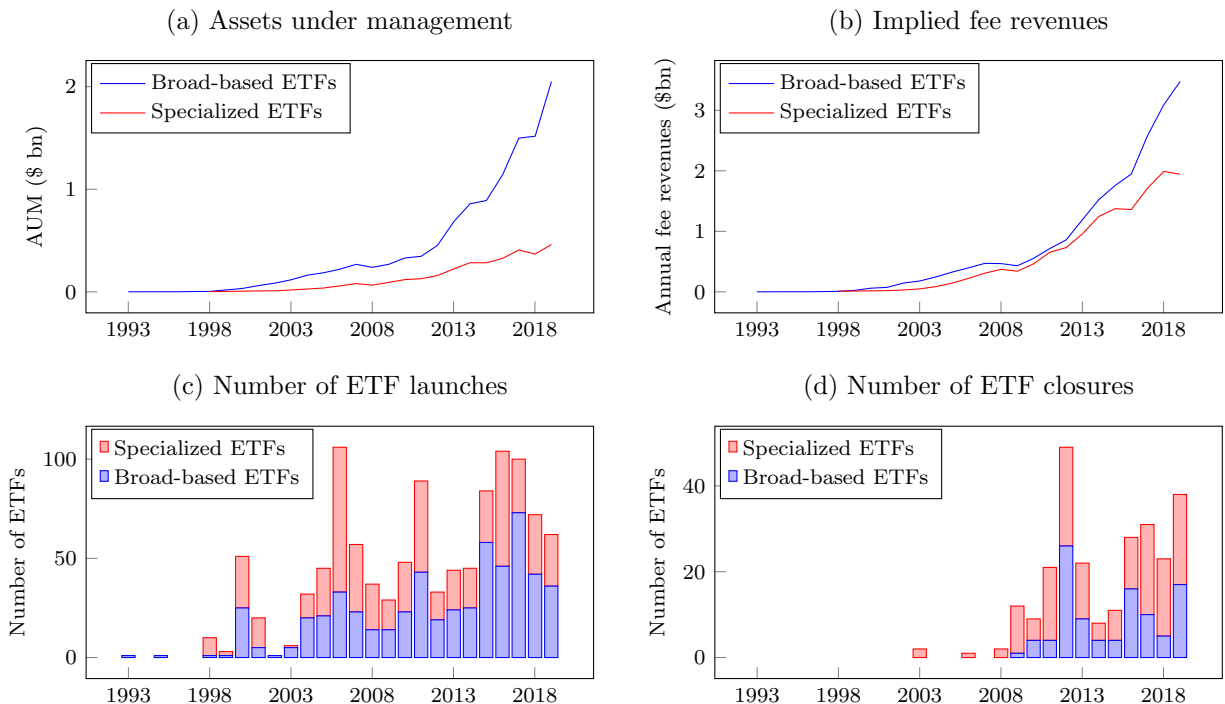 (a) Assets under management
Broad-based ETFs
Specialized ETFs
AUM ($ bn)
2
1
0
1993 1998 2003 2008 2013 2018
(b) Implied fee revenues
Broad-based ETFs
Specialized ETFs
Annual fee revenues ($bn)
3
2
1
0
1993 1998 2003 2008 2013 2018
(c) Number of ETF launches
Specialized ETFs
Broad-based ETFs
Number of ETFs
100
50
0
1993 1998 2003 2008 2013 2018
(d) Number of ETF closures
Specialized ETFs
Broad-based ETFs
Number of ETFs
40
20
0
1993 1998 2003 2008 2013 2018